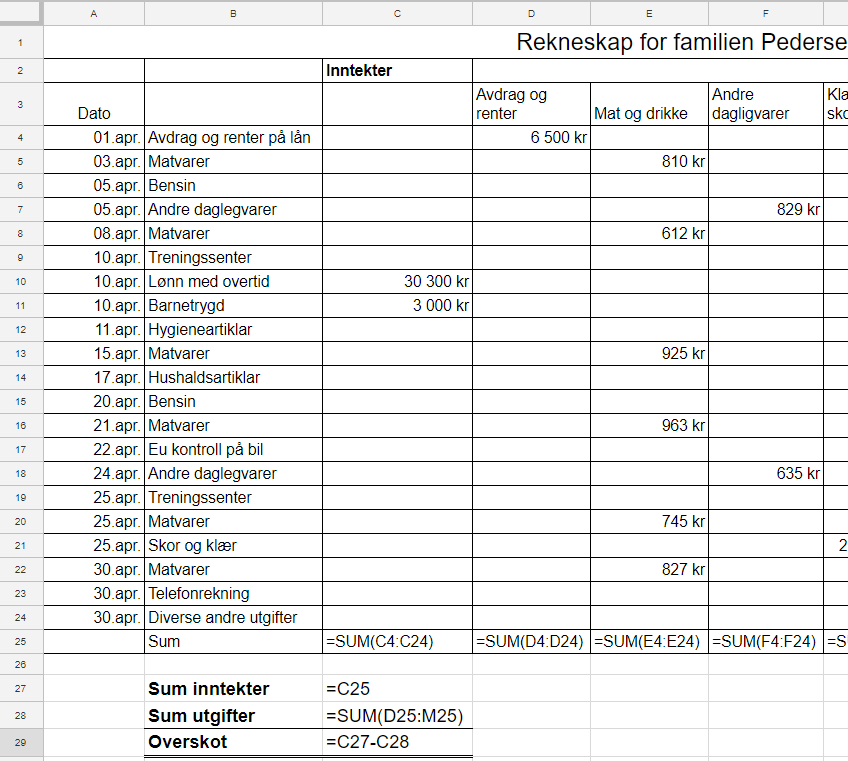 A B C D E F
1 Rekneskap for familien Pederse
2 Inntekter
3 Dato Avdrag og renter Mat og drikke Andre dagligvarer Kla sko
4 01.apr. Avdrag og renter på lån 6 500 kr
5 03.apr. Matvarer 810 kr
6 05.apr. Bensin
7 05.apr. Andre daglegvarer 829 kr
8 08.apr. Matvarer 612 kr
9 10.apr. Treningssenter
10 10.apr. Lønn med overtid 30 300 kr
11 10.apr. Barnetrygd 3 000 kr
12 11.apr. Hygieneartiklar
13 15.apr. Matvarer 925 kr
14 17.apr. Hushaldsartiklar
15 20.apr. Bensin
16 21.apr. Matvarer 963 kr
17 22.apr. Eu kontroll på bil
18 24.apr. Andre daglegvarer 635 kr
19 25.apr. Treningssenter
20 25.apr. Matvarer 745 kr
21 25.apr. Skor og klær 2
22 30.apr. Matvarer 827 kr
23 30.apr. Telefonrekning
24 30.apr. Diverse andre utgifter
25 Sum =SUM(C4:C24) =SUM(D4:D24) =SUM(E4:E24) =SUM(F4:F24) =S
26
27 Sum inntekter =C25
28 Sum utgifter =SUM(D25:M25)
29 Overskot =C27-C28